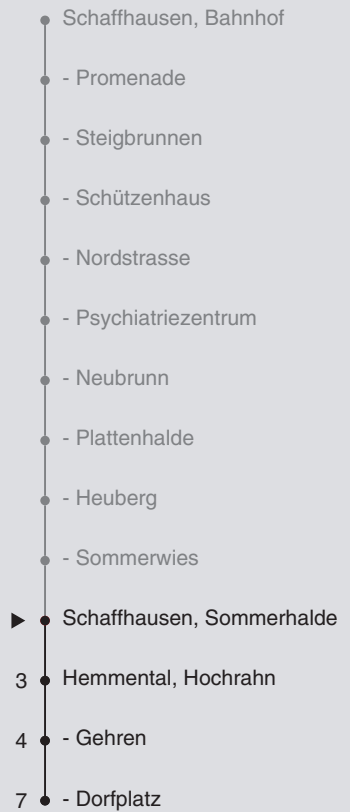 Schaffhausen, Bahnhof
- Promenade
- Steigbrunnen
- Schützenhaus
- Nordstrasse
- Psychiatriezentrum
- Neubrunn
- Plattenhalde
- Heuberg
- Sommerwies
Schaffhausen, Sommerhalde
3 Hemmental, Hochrahn
4 - Gehren
7 - Dorfplatz